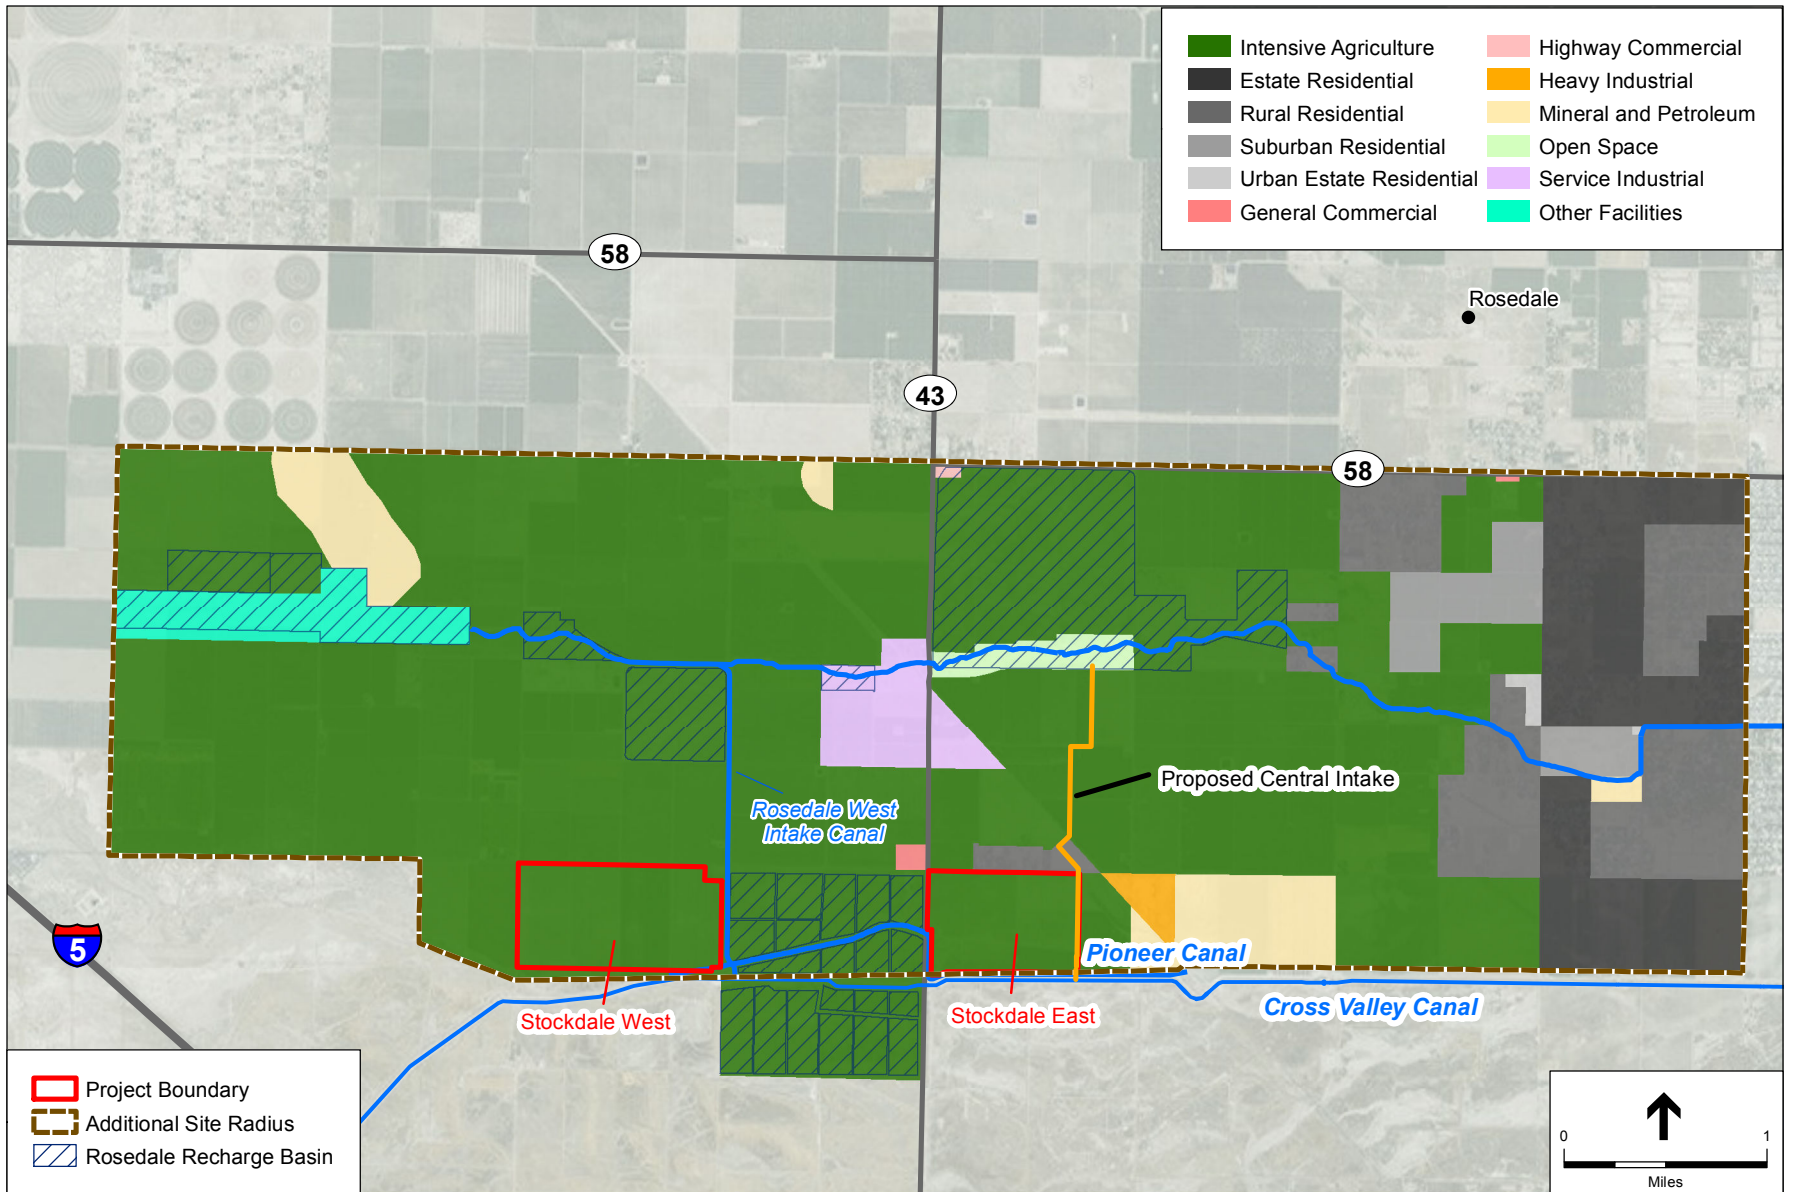 Intensive Agriculture
Estate Residential
Rural Residential
Suburban Residential
Urban Estate Residential
General Commercial
Highway Commercial
Heavy Industrial
Mineral and Petroleum
Open Space
Service Industrial
Other Facilities
58
Rosedale
43
58
Proposed Central Intake
Rosedale West
Intake Canal
5
Pioneer Canal
Cross Valley Canal
Stockdale West
Stockdale East
Project Boundary
Additional Site Radius
Rosedale Recharge Basin
0 1
Miles